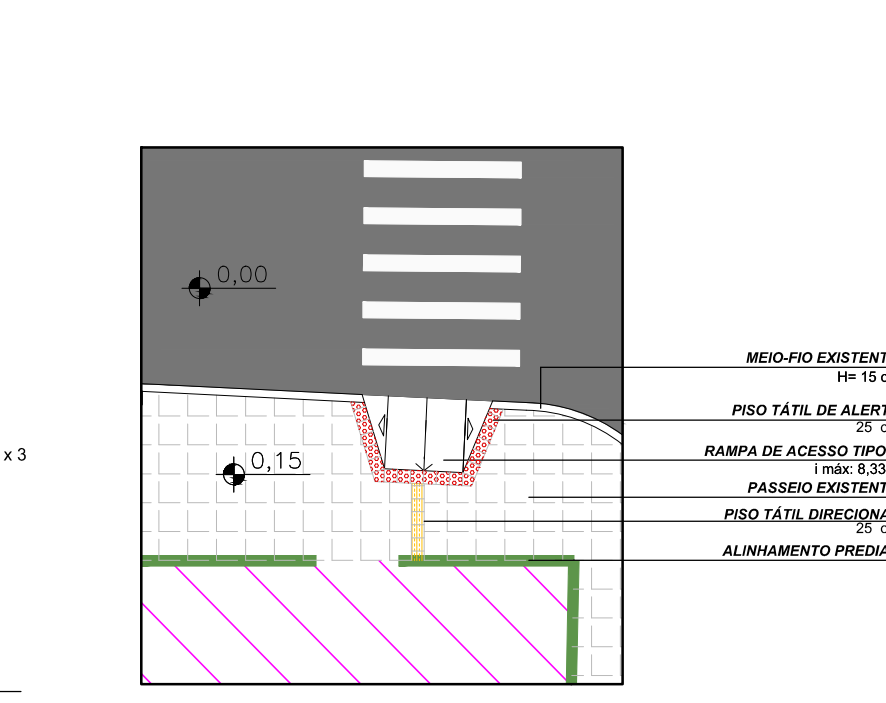 0,00
MEIO-FIO EXISTENT
H= 15 c
PISO TÁTIL DE ALERT
25 c
x 3
RAMPA DE ACESSO TIPO
0,15
i máx: 8,33
PASSEIO EXISTENT
PISO TÁTIL DIRECIONA
25 c
ALINHAMENTO PREDIA